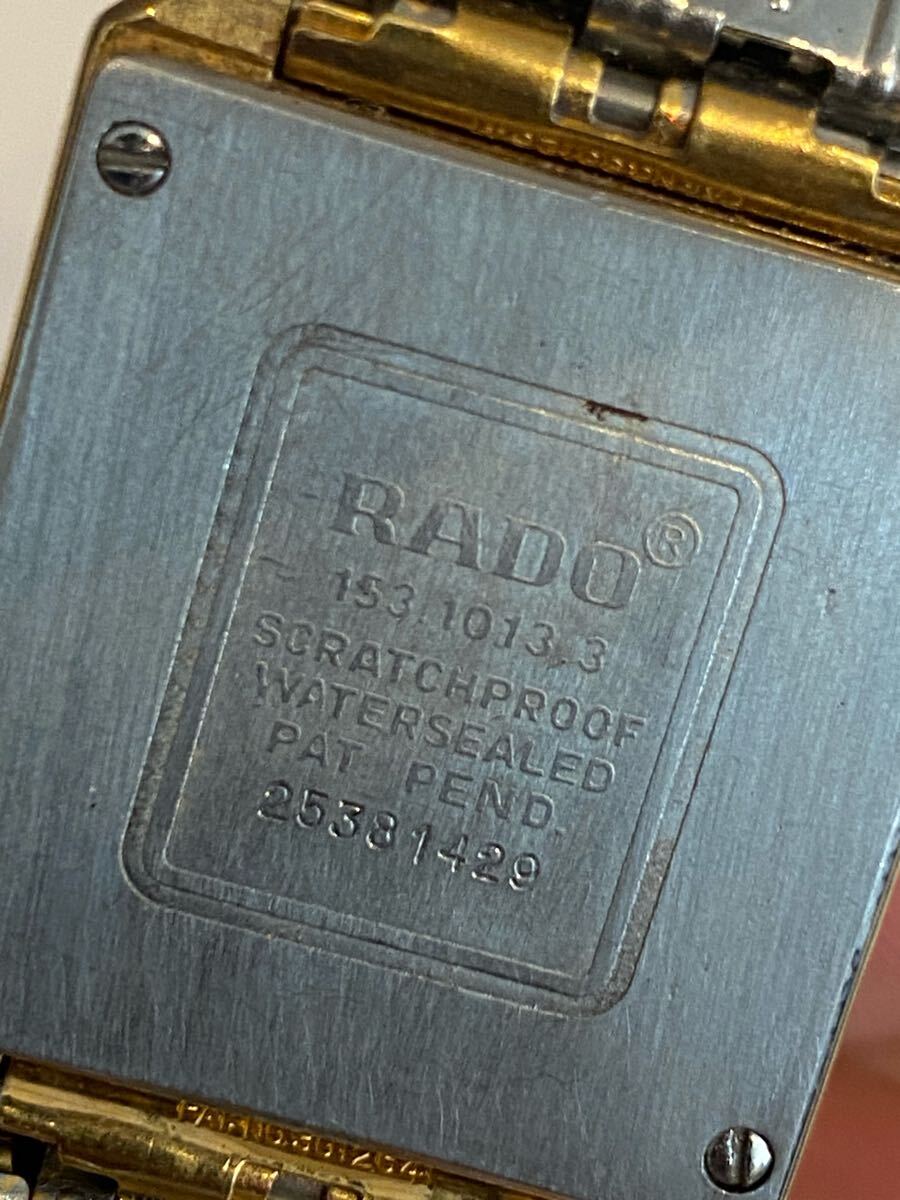 RADO®
153.1013.3
SCRATCHPROOF
WATERSEALED
PAT PEND.
25381429